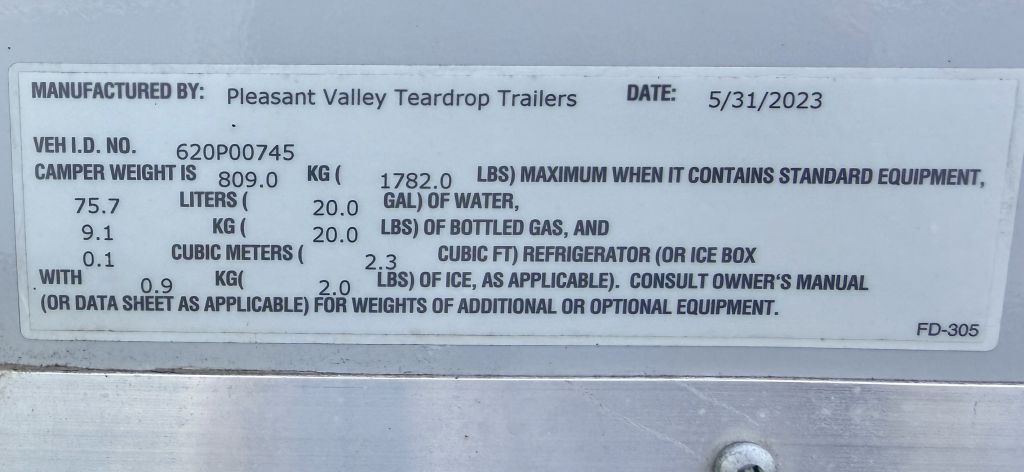 MANUFACTURED BY: Pleasant Valley Teardrop Trailers DATE: 5/31/2023
VEH I.D. NO. 620P00745
CAMPER WEIGHT IS 809.0 KG ( 1782.0 LBS) MAXIMUM WHEN IT CONTAINS STANDARD EQUIPMENT,
75.7 LITERS ( 20.0 GAL) OF WATER,
9.1 KG ( 20.0 LBS) OF BOTTLED GAS, AND
0.1 CUBIC METERS ( 2.3 CUBIC FT) REFRIGERATOR (OR ICE BOX
WITH 0.9 KG( 2.0 LBS) OF ICE, AS APPLICABLE). CONSULT OWNER'S MANUAL
(OR DATA SHEET AS APPLICABLE) FOR WEIGHTS OF ADDITIONAL OR OPTIONAL EQUIPMENT.
FD-305